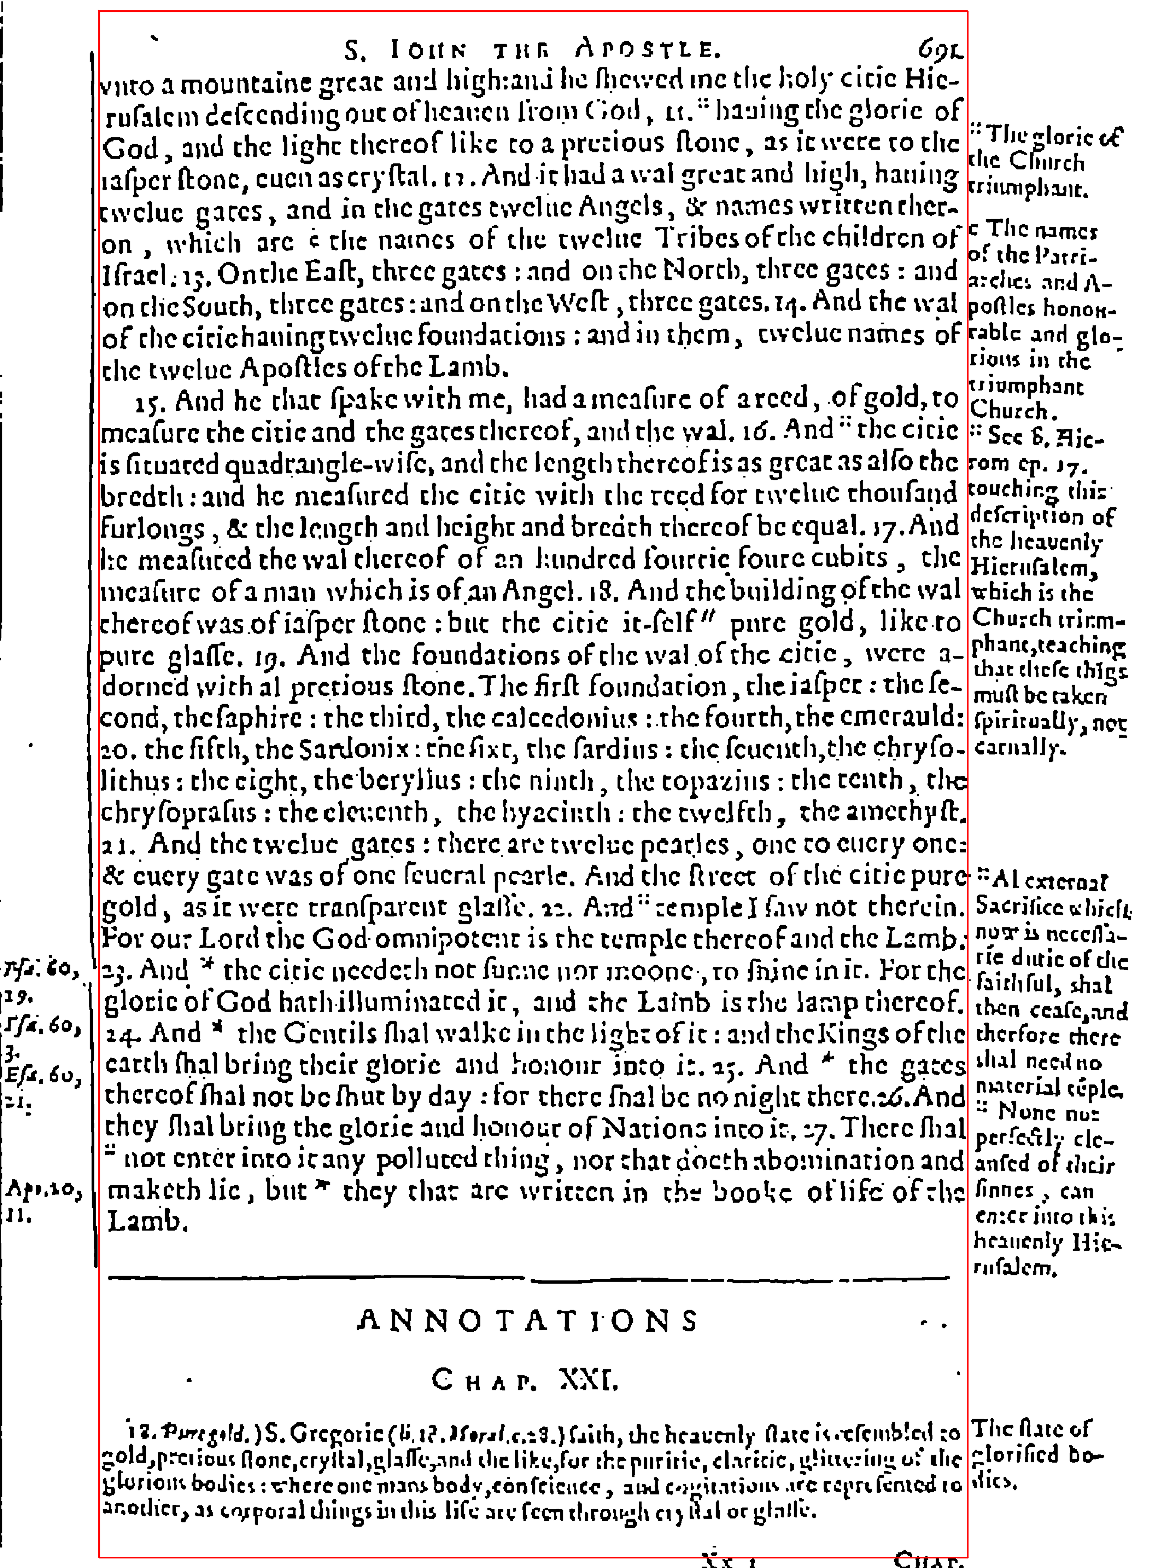 S. IOHN THE APOSTLE. 691
vnto a mountaine great and high: and he shewed me the holy citie Hie-
rusalem descending out of heauen from God, 11. " hauing the glorie of
God, and the light thereof like to a pretious stone, as it were to the
iasper stone, euen as crystal. 12. And it had a wal great and high, hauing
twelue gates, and in the gates twelue Angels, & names written ther-
on, which are c the names of the twelue Tribes of the children of
Israel. 13. On the East, three gates: and on the North, three gates: and
on the South, three gates: and on the West, three gates. 14. And the wal
of the citie hauing twelue foundations: and in them, twelue names of
the twelue Apostles of the Lamb.
15. And he that spake with me, had a measure of a reed, of gold, to
measure the citie and the gates thereof, and the wal. 16. And " the citie
is situated quadrangle-wise, and the length thereof is as great as also the
bredth: and he measured the citie with the reed for twelue thousand
furlongs, & the length and height and bredth thereof be equal. 17. And
he measured the wal thereof of an hundred fourtie foure cubits, the
measure of a man which is of an Angel. 18. And the building of the wal
thereof was of iasper stone: but the citie it-self " pure gold, like to
pure glasse. 19. And the foundations of the wal of the citie, were a-
dorned with al pretious stone. The first foundation, the iasper: the se-
cond, the saphire: the third, the calcedonius: the fourth, the emerauld:
20. the fifth, the Sardonix: the sixt, the sardius: the seuenth, the chryso-
lithus: the eight, the beryllus: the ninth, the topazius: the tenth, the
chrysoprasus: the eleuenth, the hyacinth: the twelfth, the amethyst.
21. And the twelue gates: there are twelue pearles, one to euery one:
& euery gate was of one seueral pearle. And the street of the citie pure
gold, as it were transparent glasse. 22. And " temple I saw not therein.
For our Lord the God omnipotent is the temple thereof and the Lamb.
23. And * the citie needeth not sunne nor moone, to shine in it. For the
glorie of God hath illuminated it, and the Lamb is the lamp thereof.
24. And * the Gentils shal walke in the light of it: and the Kings of the
earth shal bring their glorie and honour into it. 25. And * the gates
thereof shal not be shut by day: for there shal be no night there. 26. And
they shal bring the glorie and honour of Nations into it. 27. There shal
" not enter into it any polluted thing, nor that doeth abomination and
maketh lie, but * they that are written in the booke of life of the
Lamb.
"The glorie of
the Church
triumphant.
c The names
of the Patri-
arches and A-
postles honou-
rable and glo-
rious in the
triumphant
Church.
" See S. Hie-
rom ep. 17.
touching this
description of
the heauenly
Hierusalem,
which is the
Church trium-
phant, teaching
that these thīgs
must be taken
spiritually, not
carnally.
"Al external
Sacrifice which
now is necessa-
rie dutie of the
faithful, shal
then cease, and
therfore there
shal need no
material tēple.
" None not
perfectly cle-
ansed of their
sinnes, can
enter into this
heauenly Hie-
rusalem.
Esa. 60,
19.
Esa. 60,
3.
Esa. 60,
21.
Apo. 20,
11.
ANNOTATIONS
CHAP. XXI.
18. Pure gold.) S. Gregorie (li. 18. Moral. c. 28.) saith, the heauenly state is resembled to
gold, pretious stone, crystal, glasse, and the like, for the puritie, claritie, glittering of the
glorious bodies: where one mans body, conscience, and cogitations are represented to
another, as corporal things in this life are seen through crystal or glasse.
The state of
glorified bo-
dies.
Xx 2 CHAP.